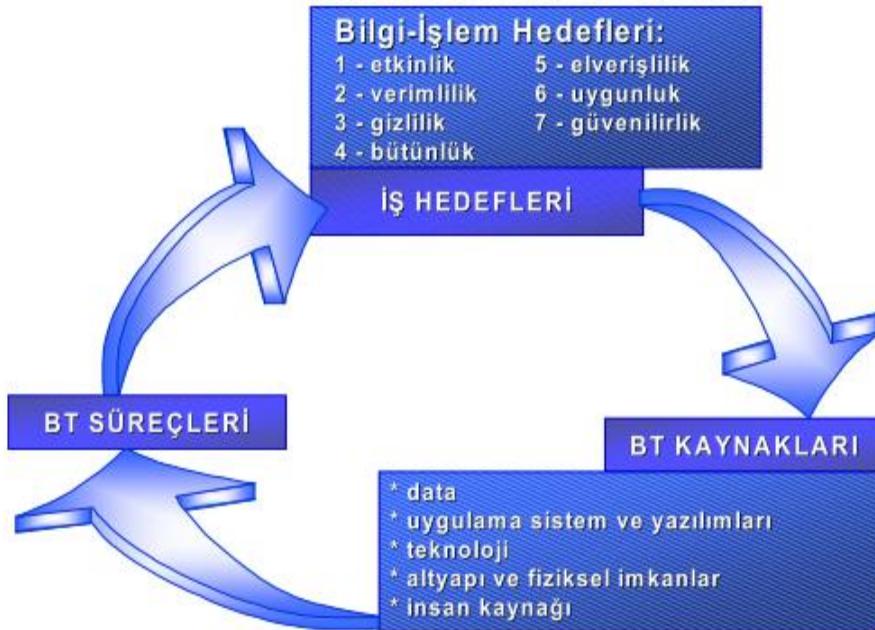 Bilgi-İşlem Hedefleri:
1 - etkinlik
2 - verimlilik
3 - gizlilik
4 - bütünlük
5 - elverişlilik
6 - uygunluk
7 - güvenilirlik
İŞ HEDEFLERİ
BT KAYNAKLARI
* data
* uygulama sistem ve yazılımları
* teknoloji
* altyapı ve fiziksel imkanlar
* insan kaynağı
BT SÜREÇLERİ